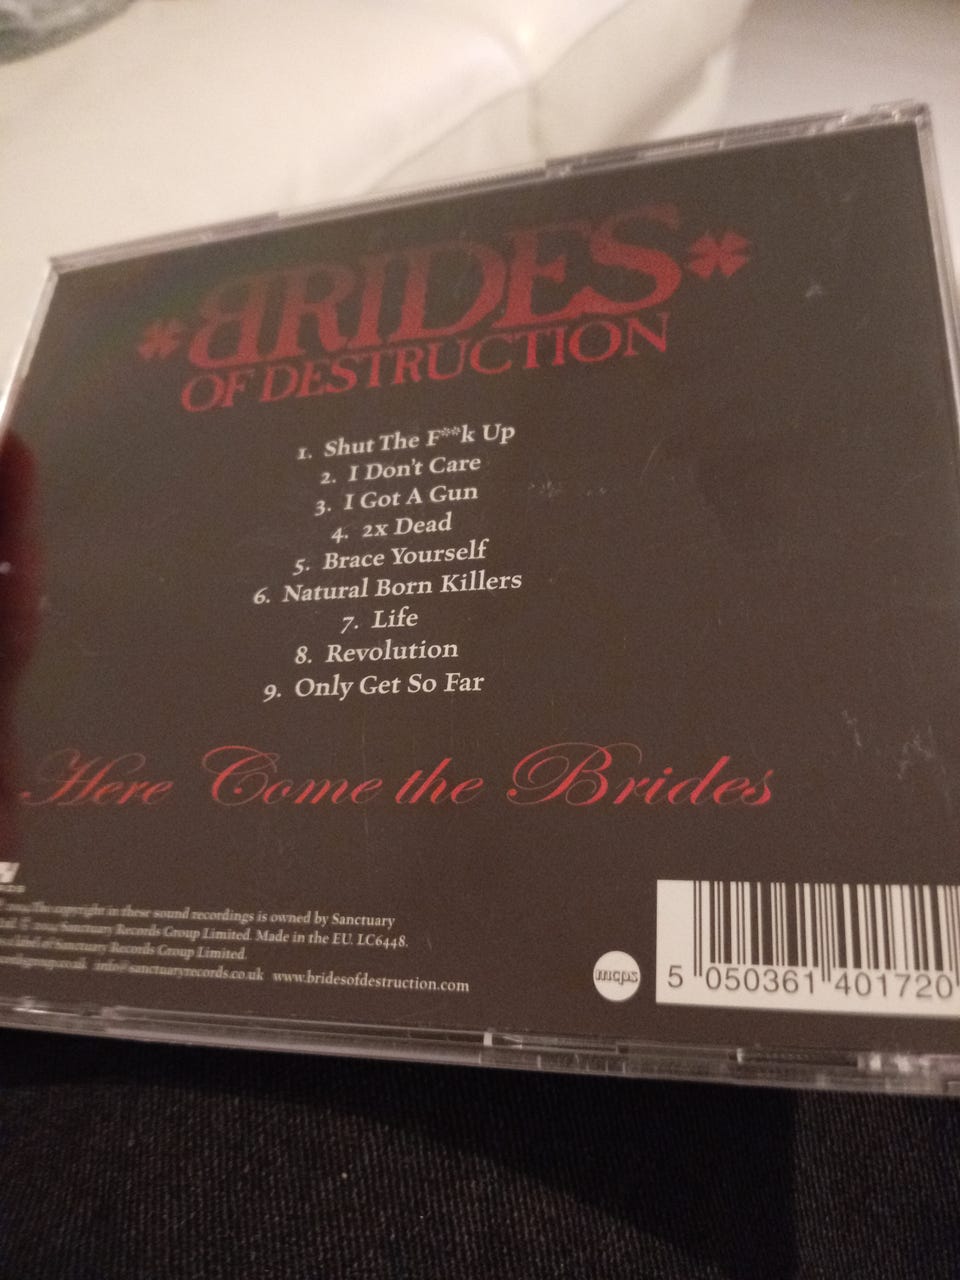 BRIDES
OF DESTRUCTION
1. Shut The F**k Up
2. I Don't Care
3. I Got A Gun
4. 2x Dead
5. Brace Yourself
6. Natural Born Killers
7. Life
8. Revolution
9. Only Get So Far
Here Come the Brides
The copyright in these sound recordings is owned by Sanctuary
Sanctuary Records Group Limited. Made in the EU. LC6448.
of Sanctuary Records Group Limited.
info@sanctuaryrecords.co.uk www.bridesofdestruction.com
mcps
5 050361 401720